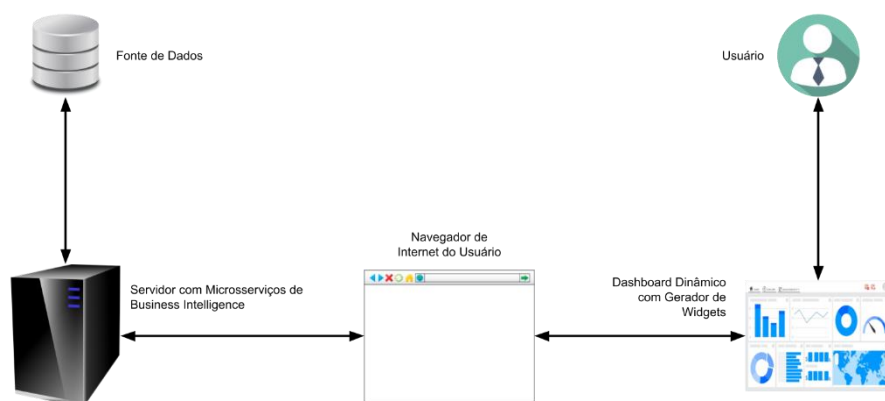 Fonte de Dados
Usuário
Navegador de
Internet do Usuário
Servidor com Microsserviços de
Business Intelligence
Dashboard Dinâmico
com Gerador de
Widgets